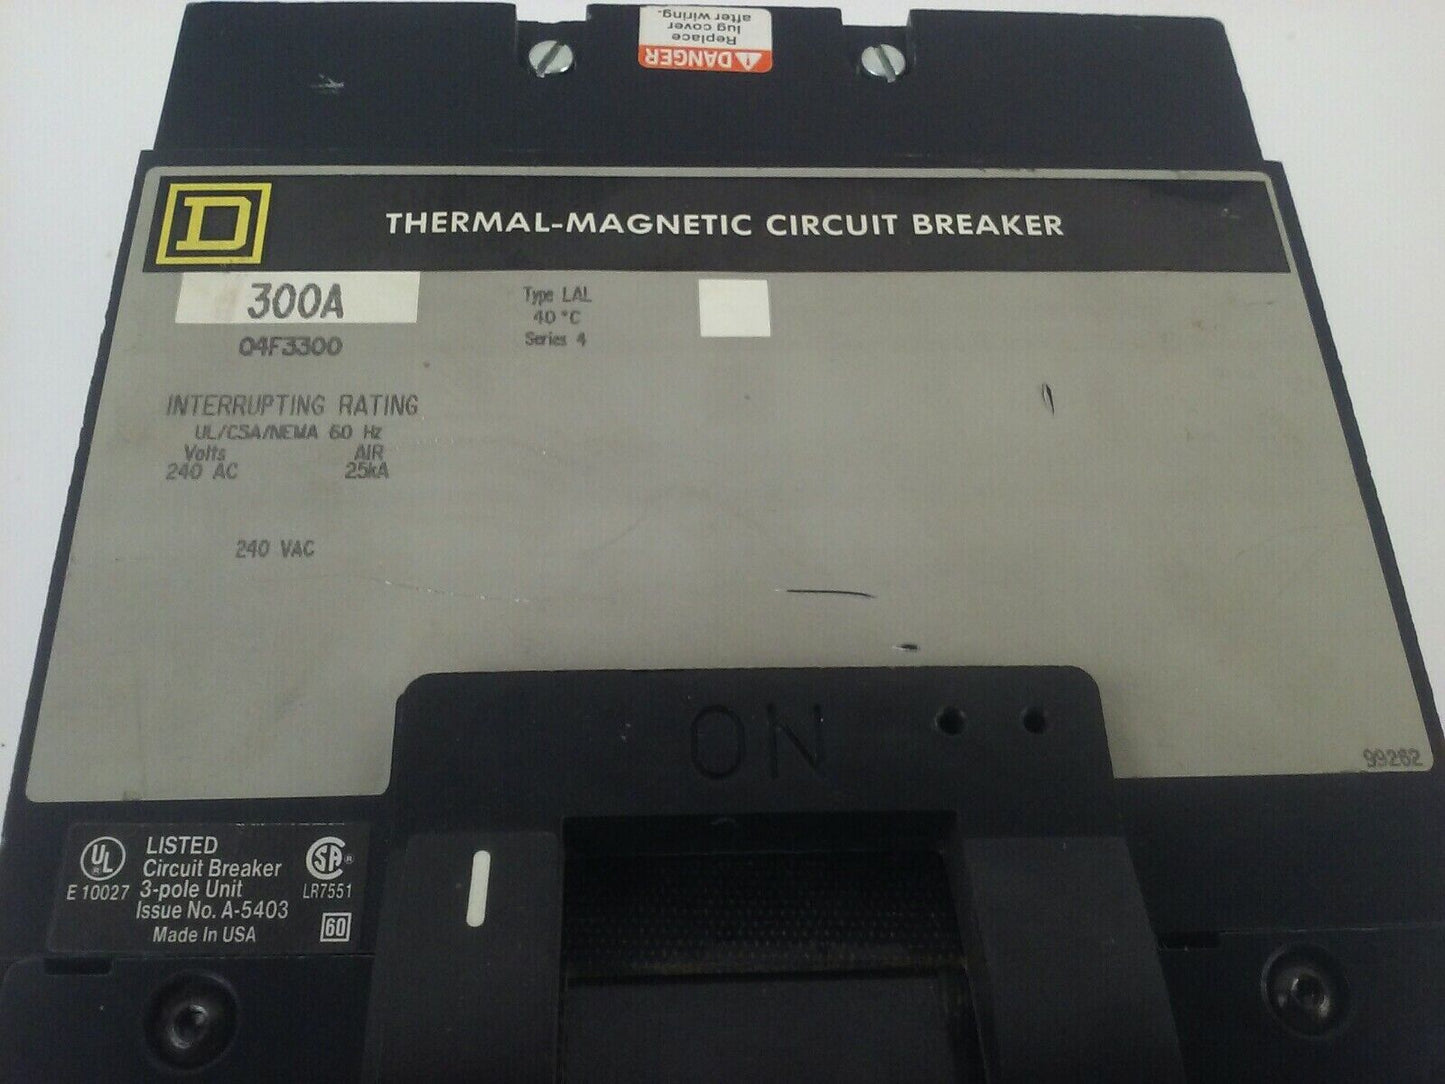 Replace
lug cover
after wiring.
DANGER
D
THERMAL-MAGNETIC CIRCUIT BREAKER
300A
04F3300
Type LAL
40 °C
Series 4
INTERRUPTING RATING
UL/CSA/NEMA 60 Hz
Volts AIR
240 AC 25kA
240 VAC
99262
ON
UL
E 10027
LISTED
Circuit Breaker
3-pole Unit
Issue No. A-5403
Made In USA
SA ®
LR7551
60